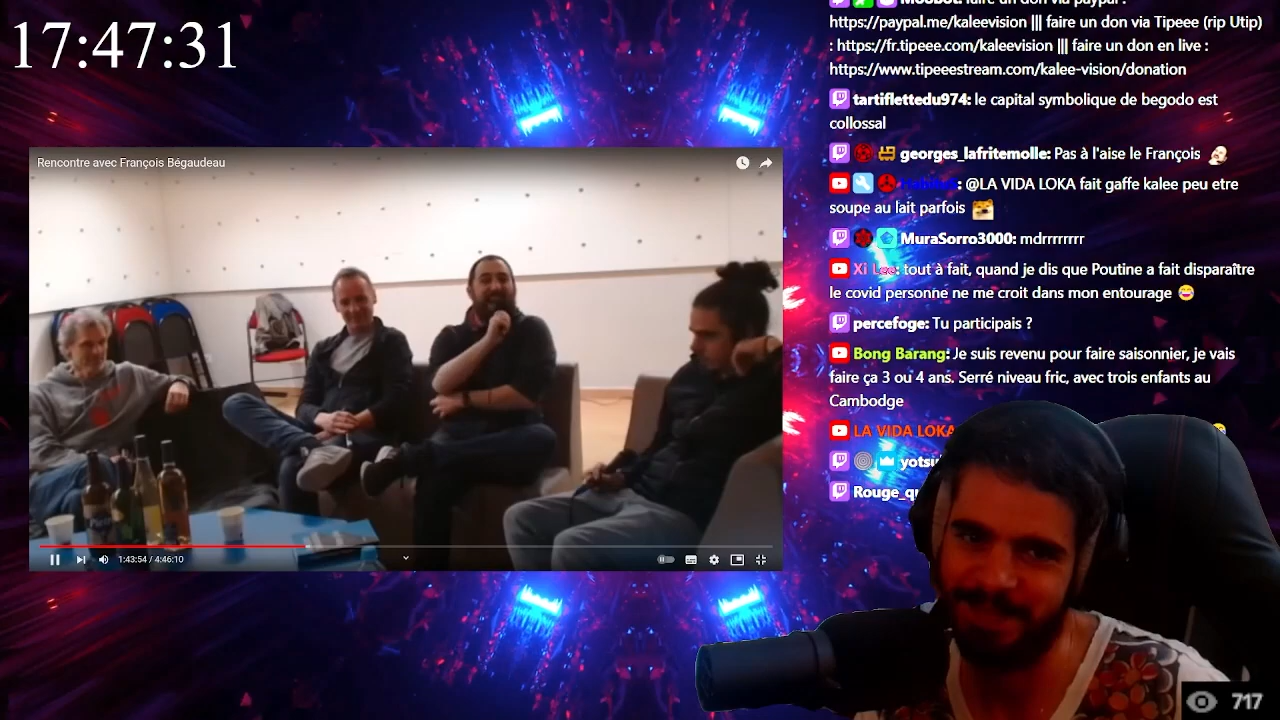 17:47:31
Rencontre avec François Bégaudeau
1:43:54 / 4:46:10
faire un don via paypal :
https://paypal.me/kaleevision ||| faire un don via Tipeee (rip Utip)
: https://fr.tipeee.com/kaleevision ||| faire un don en live :
https://www.tipeeestream.com/kalee-vision/donation
tartiflettedu974: le capital symbolique de begodo est
collossal
georges_lafritemolle: Pas à l'aise le François
: @LA VIDA LOKA fait gaffe kalee peu etre
soupe au lait parfois
MuraSorro3000: mdrrrrrrrr
Xi Lee: tout à fait, quand je dis que Poutine a fait disparaître
le covid personne ne me croit dans mon entourage
percefoge: Tu participais ?
Bong Barang: Je suis revenu pour faire saisonnier, je vais
faire ça 3 ou 4 ans. Serré niveau fric, avec trois enfants au
Cambodge
LA VIDA LOKA
717